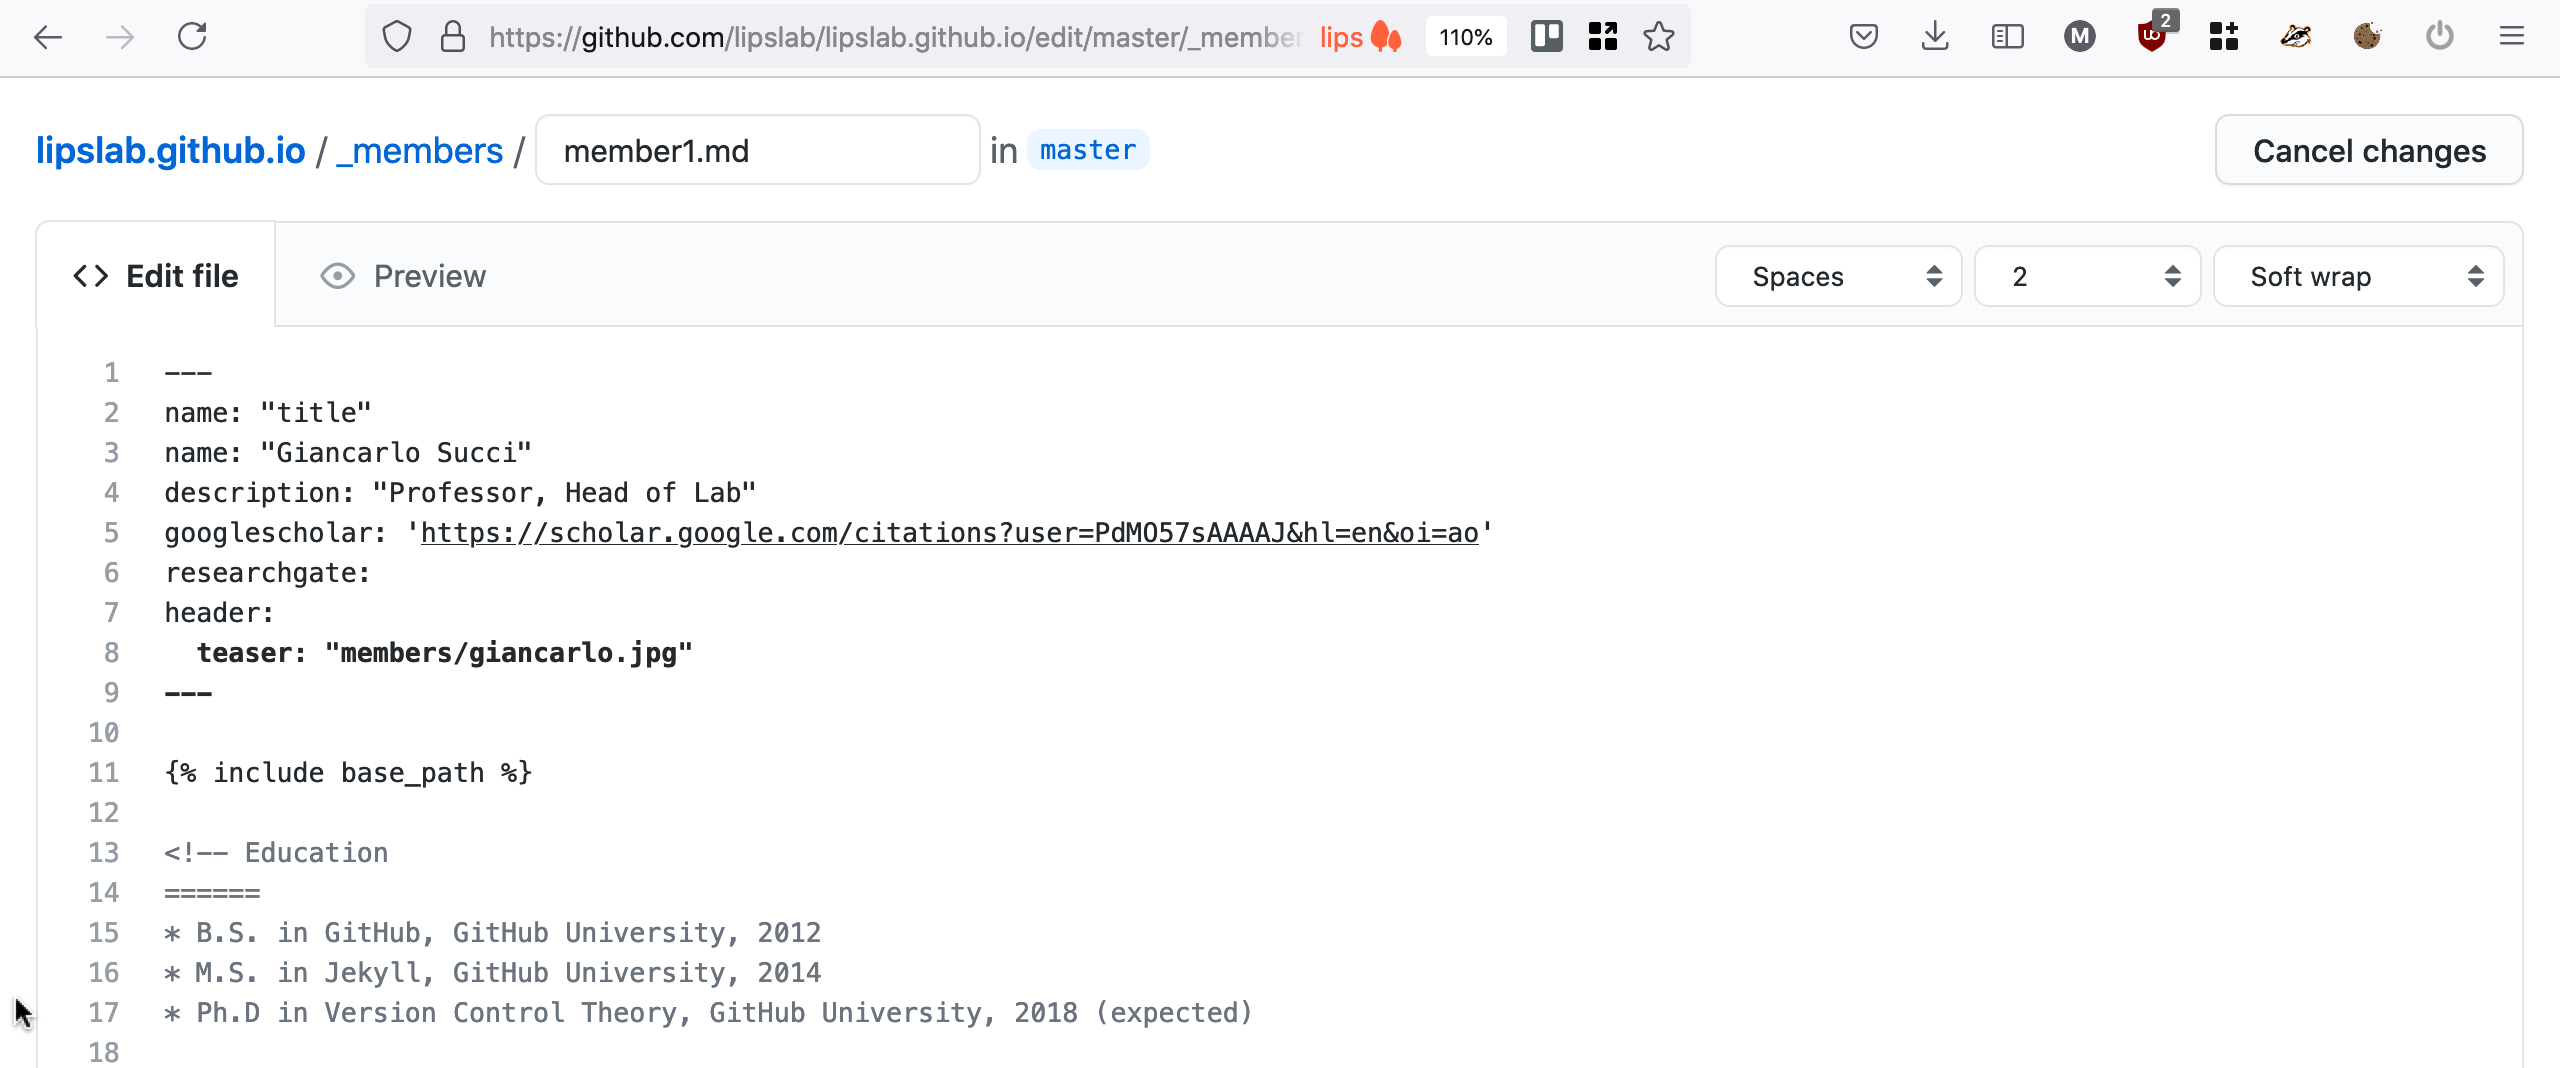 https://github.com/lipslab/lipslab.github.io/edit/master/_member lips 110% M 2
lipslab.github.io / _members / member1.md in master Cancel changes
Edit file Preview Spaces 2 Soft wrap
1 ---
2 name: "title"
3 name: "Giancarlo Succi"
4 description: "Professor, Head of Lab"
5 googlescholar: 'https://scholar.google.com/citations?user=PdMO57sAAAAJ&hl=en&oi=ao'
6 researchgate:
7 header:
8   teaser: "members/giancarlo.jpg"
9 ---
10
11 {% include base_path %}
12
13 <!-- Education
14 ======
15 * B.S. in GitHub, GitHub University, 2012
16 * M.S. in Jekyll, GitHub University, 2014
17 * Ph.D in Version Control Theory, GitHub University, 2018 (expected)
18